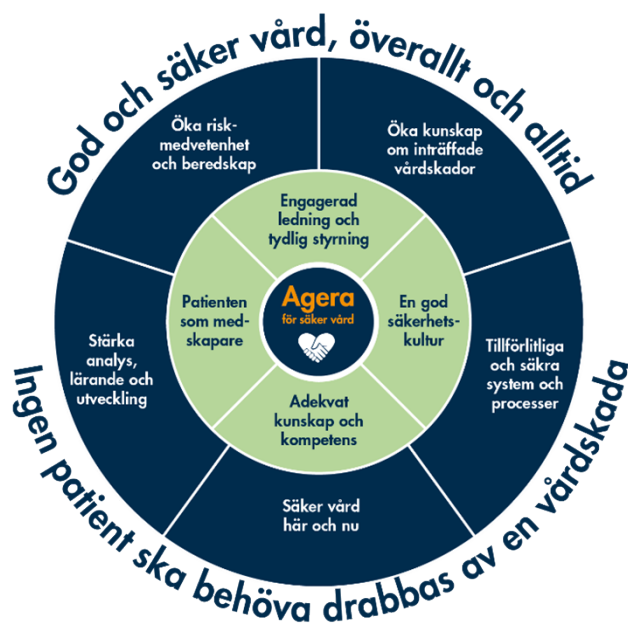 God och säker vård, överallt och alltid
Öka risk-
medvetenhet
och beredskap
Öka kunskap
om inträffade
vårdskador
Engagerad
ledning och
tydlig styrning
Patienten
som med-
skapare
Agera
för säker vård
En god
säkerhets-
kultur
Stärka
analys,
lärande och
utveckling
Tillförlitliga
och säkra
system och
processer
Adekvat
kunskap och
kompetens
Säker vård
här och nu
Ingen patient ska behöva drabbas av en vårdskada